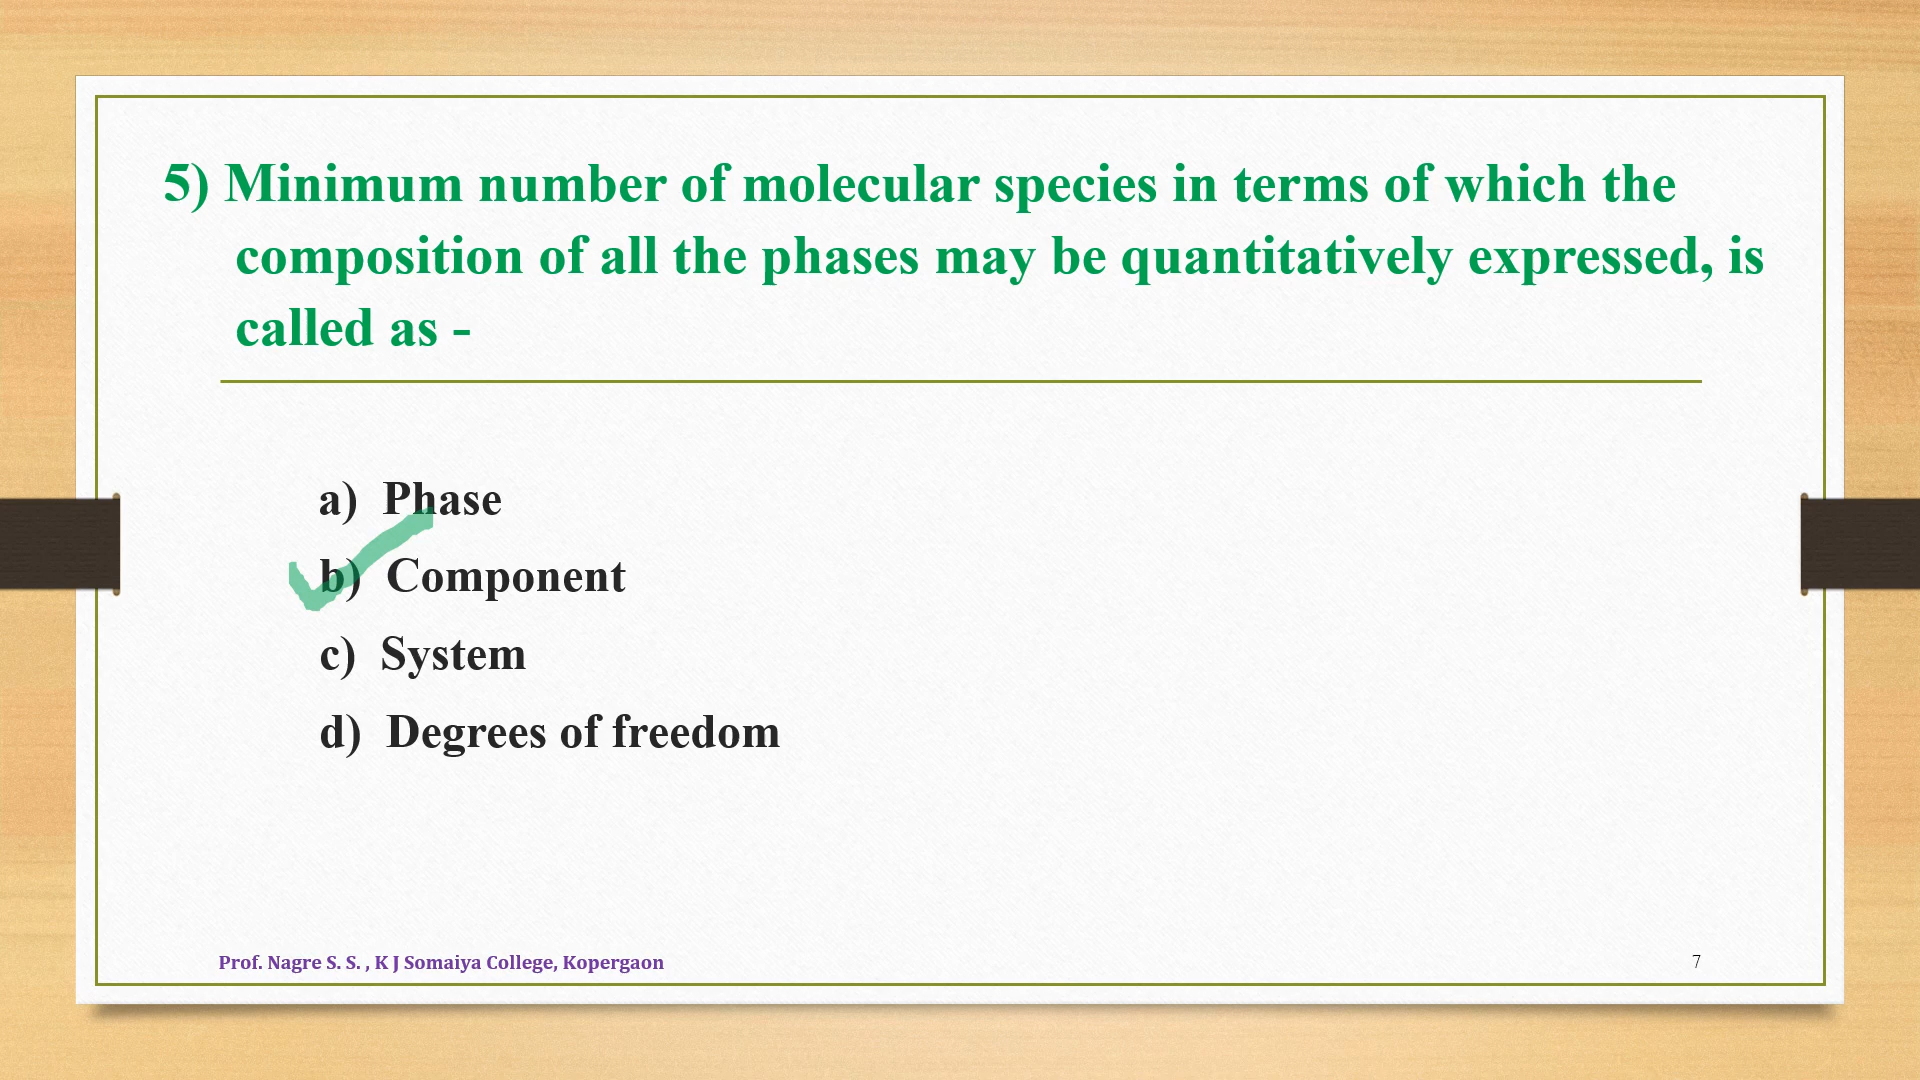 5) Minimum number of molecular species in terms of which the
composition of all the phases may be quantitatively expressed, is
called as -
a) Phase
b) Component
c) System
d) Degrees of freedom
Prof. Nagre S. S. , K J Somaiya College, Kopergaon
7